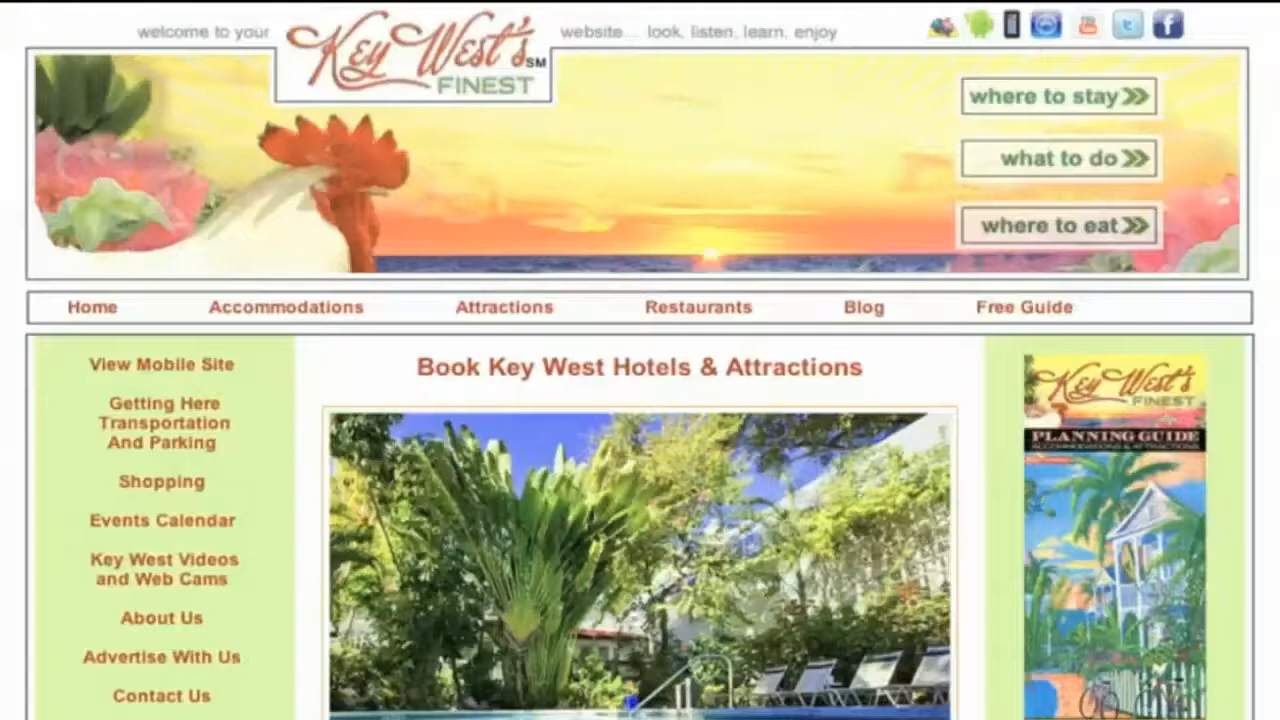 welcome to your
Key West's SM
FINEST
website... look, listen, learn, enjoy
You
where to stay
what to do
where to eat
Home Accommodations Attractions Restaurants Blog Free Guide
View Mobile Site
Getting Here
Transportation
And Parking
Shopping
Events Calendar
Key West Videos
and Web Cams
About Us
Advertise With Us
Contact Us
Book Key West Hotels & Attractions
Key West's
FINEST
PLANNING GUIDE
ACCOMMODATIONS & ATTRACTIONS